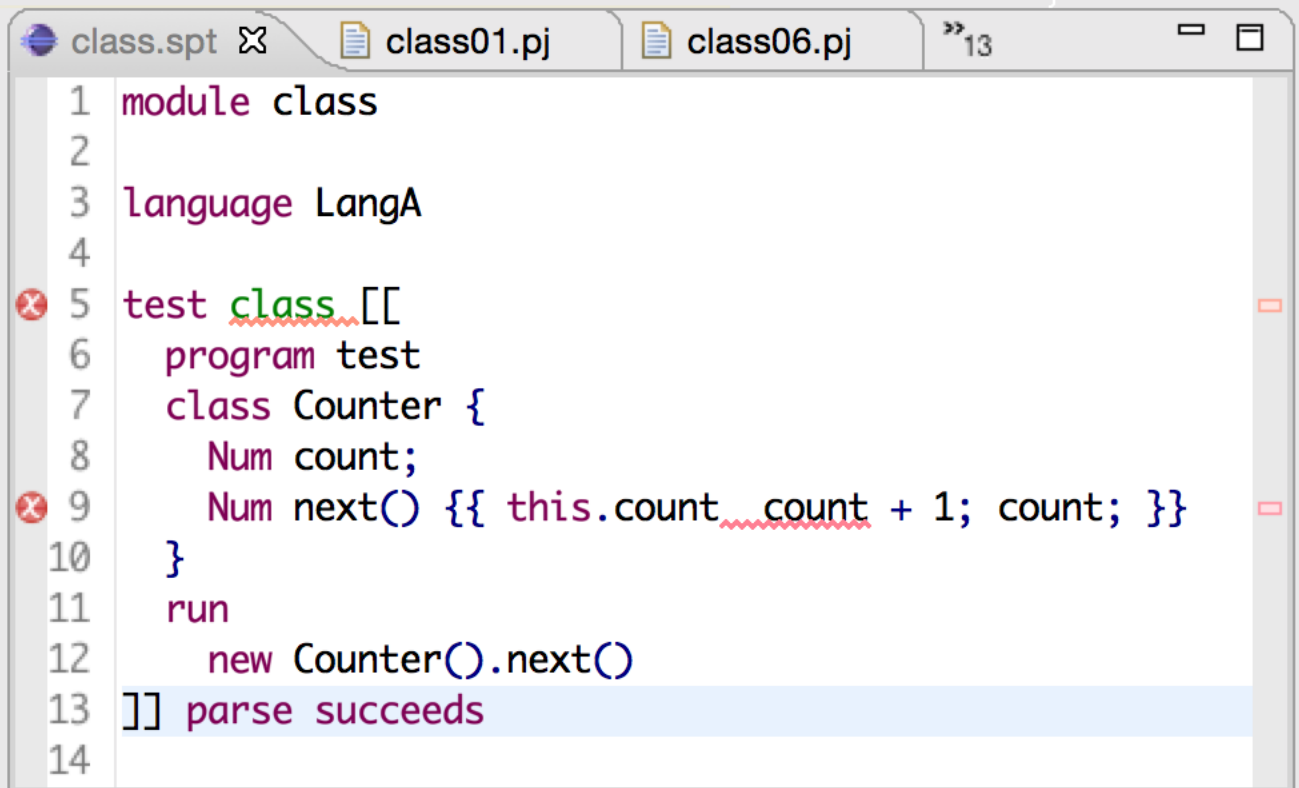 class.spt class01.pj class06.pj »13
1 module class
2
3 language LangA
4
5 test class [[
6 program test
7 class Counter {
8 Num count;
9 Num next() {{ this.count  count + 1; count; }}
10 }
11 run
12 new Counter().next()
13 ]] parse succeeds
14